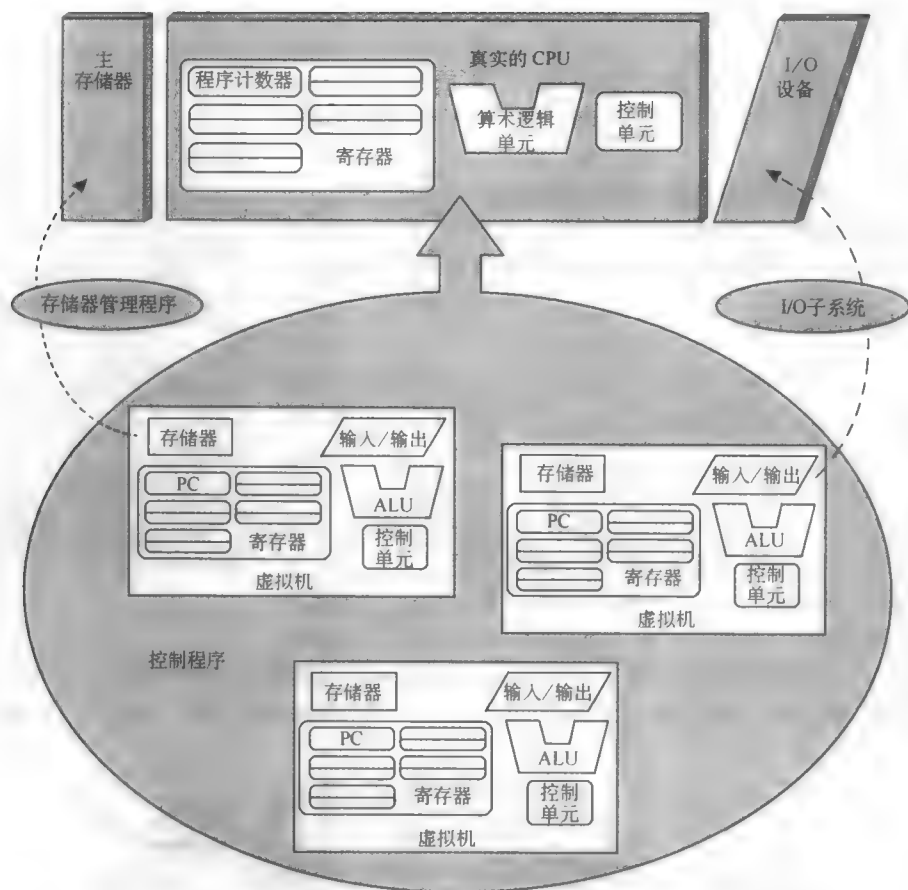 主
存储器
真实的 CPU
程序计数器
寄存器
算术逻辑
单元
控制
单元
I/O
设备
存储器管理程序
I/O子系统
存储器
输入/输出
PC
寄存器
ALU
控制
单元
虚拟机
存储器
输入/输出
PC
寄存器
ALU
控制
单元
虚拟机
控制程序
存储器
输入/输出
PC
寄存器
ALU
控制
单元
虚拟机